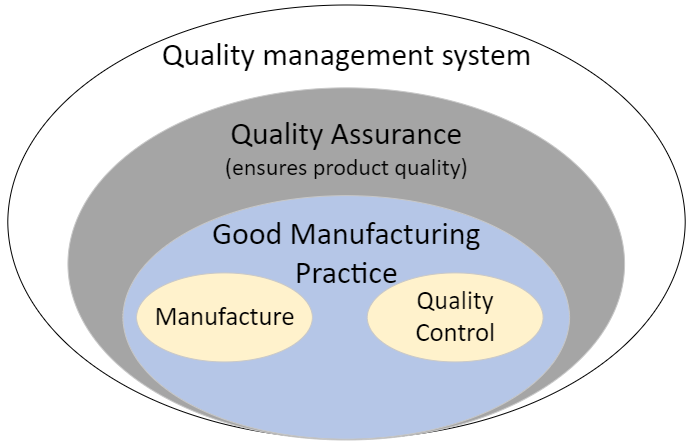 Quality management system
Quality Assurance
(ensures product quality)
Good Manufacturing
Practice
Manufacture
Quality
Control